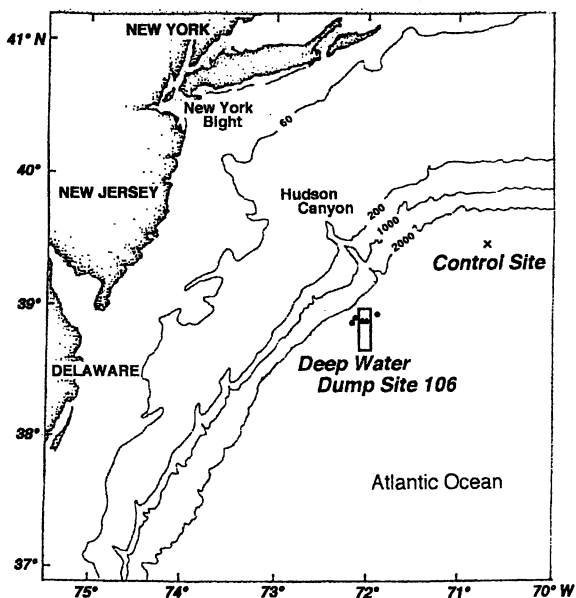 41° N
NEW YORK
New York
Bight
60
40°
NEW JERSEY
Hudson
Canyon
200
1000
2000
Control Site
39°
DELAWARE
Deep Water
Dump Site 106
38°
Atlantic Ocean
37°
75°
74°
73°
72°
71°
70° W